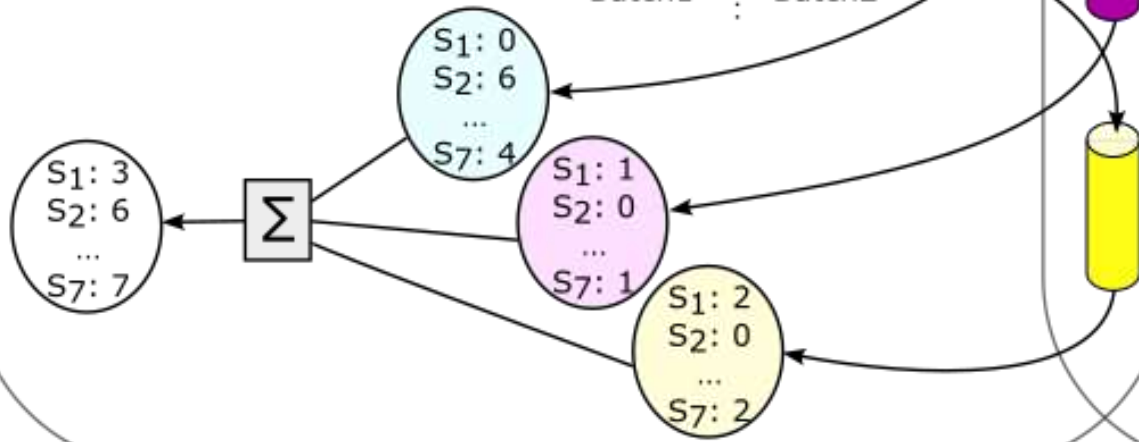 S1: 0
S2: 6
...
S7: 4
S1: 1
S2: 0
...
S7: 1
S1: 3
S2: 6
...
S7: 7
Σ
S1: 2
S2: 0
...
S7: 2